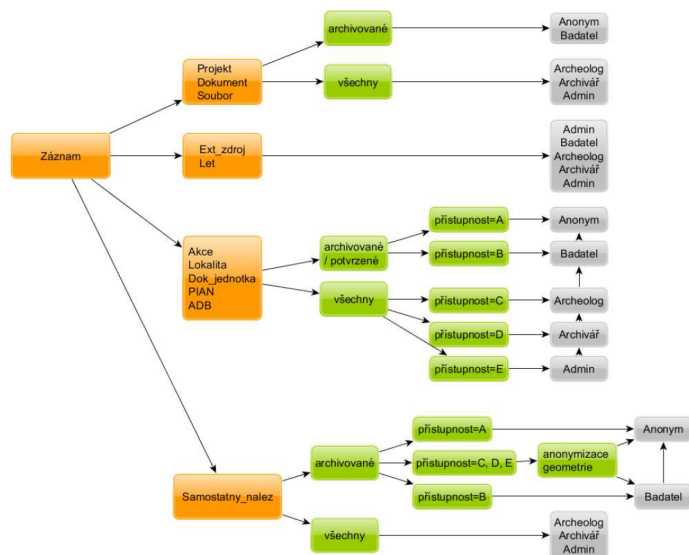 Záznam
Projekt
Dokument
Soubor
archivované
Anonym
Badatel
všechny
Archeolog
Archivář
Admin
Ext_zdroj
Let
Admin
Badatel
Archeolog
Archivář
Admin
Akce
Lokalita
Dok_jednotka
PIAN
ADB
archivované
/ potvrzené
přístupnost=A
Anonym
přístupnost=B
Badatel
všechny
přístupnost=C
Archeolog
přístupnost=D
Archivář
přístupnost=E
Admin
Samostatny_nalez
archivované
přístupnost=A
Anonym
přístupnost=C, D, E
anonymizace
geometrie
přístupnost=B
Badatel
všechny
Archeolog
Archivář
Admin